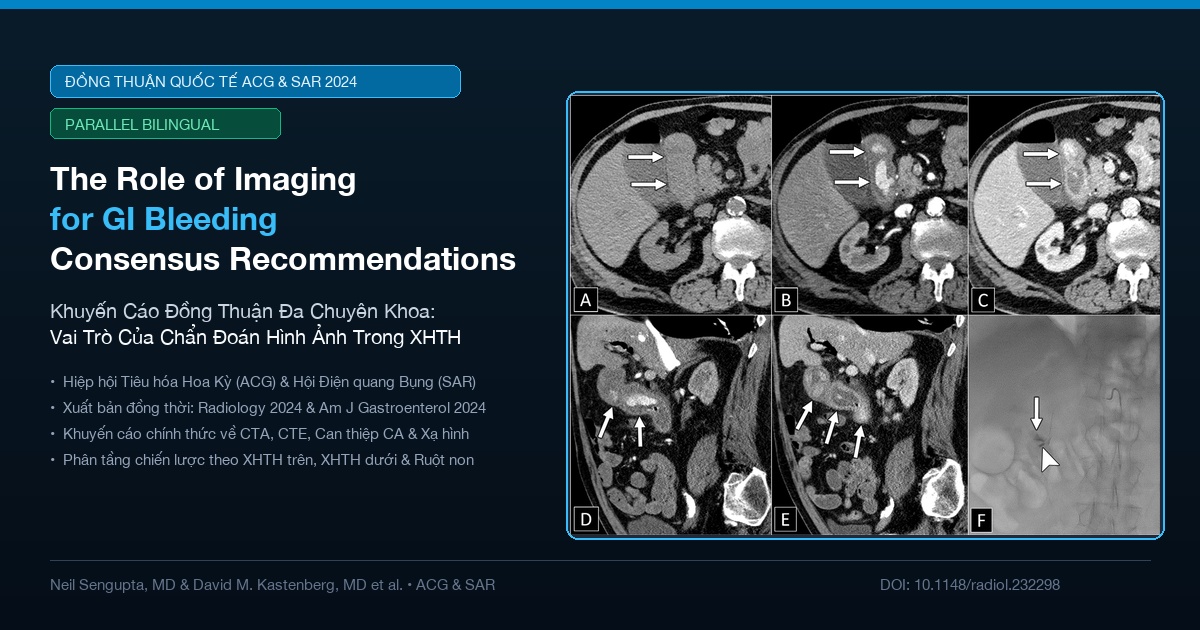 ĐỒNG THUẬN QUỐC TẾ ACG & SAR 2024
PARALLEL BILINGUAL
The Role of Imaging
for GI Bleeding
Consensus Recommendations
Khuyến Cáo Đồng Thuận Đa Chuyên Khoa:
Vai Trò Của Chẩn Đoán Hình Ảnh Trong XHTH
• Hiệp hội Tiêu hóa Hoa Kỳ (ACG) & Hội Điện quang Bụng (SAR)
• Xuất bản đồng thời: Radiology 2024 & Am J Gastroenterol 2024
• Khuyến cáo chính thức về CTA, CTE, Can thiệp CA & Xạ hình
• Phân tầng chiến lược theo XHTH trên, XHTH dưới & Ruột non
A
B
C
D
E
F
Neil Sengupta, MD & David M. Kastenberg, MD et al. • ACG & SAR
DOI: 10.1148/radiol.232298